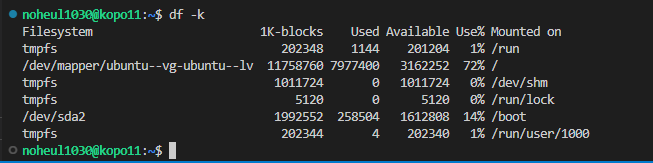 noheul1030@kopo11:~$ df -k
Filesystem                        1K-blocks    Used Available Use% Mounted on
tmpfs                                202348    1144    201204   1% /run
/dev/mapper/ubuntu--vg-ubuntu--lv  11758760 7977400   3162252  72% /
tmpfs                               1011724       0   1011724   0% /dev/shm
tmpfs                                  5120       0      5120   0% /run/lock
/dev/sda2                           1992552  258504   1612808  14% /boot
tmpfs                                202344       4    202340   1% /run/user/1000
noheul1030@kopo11:~$